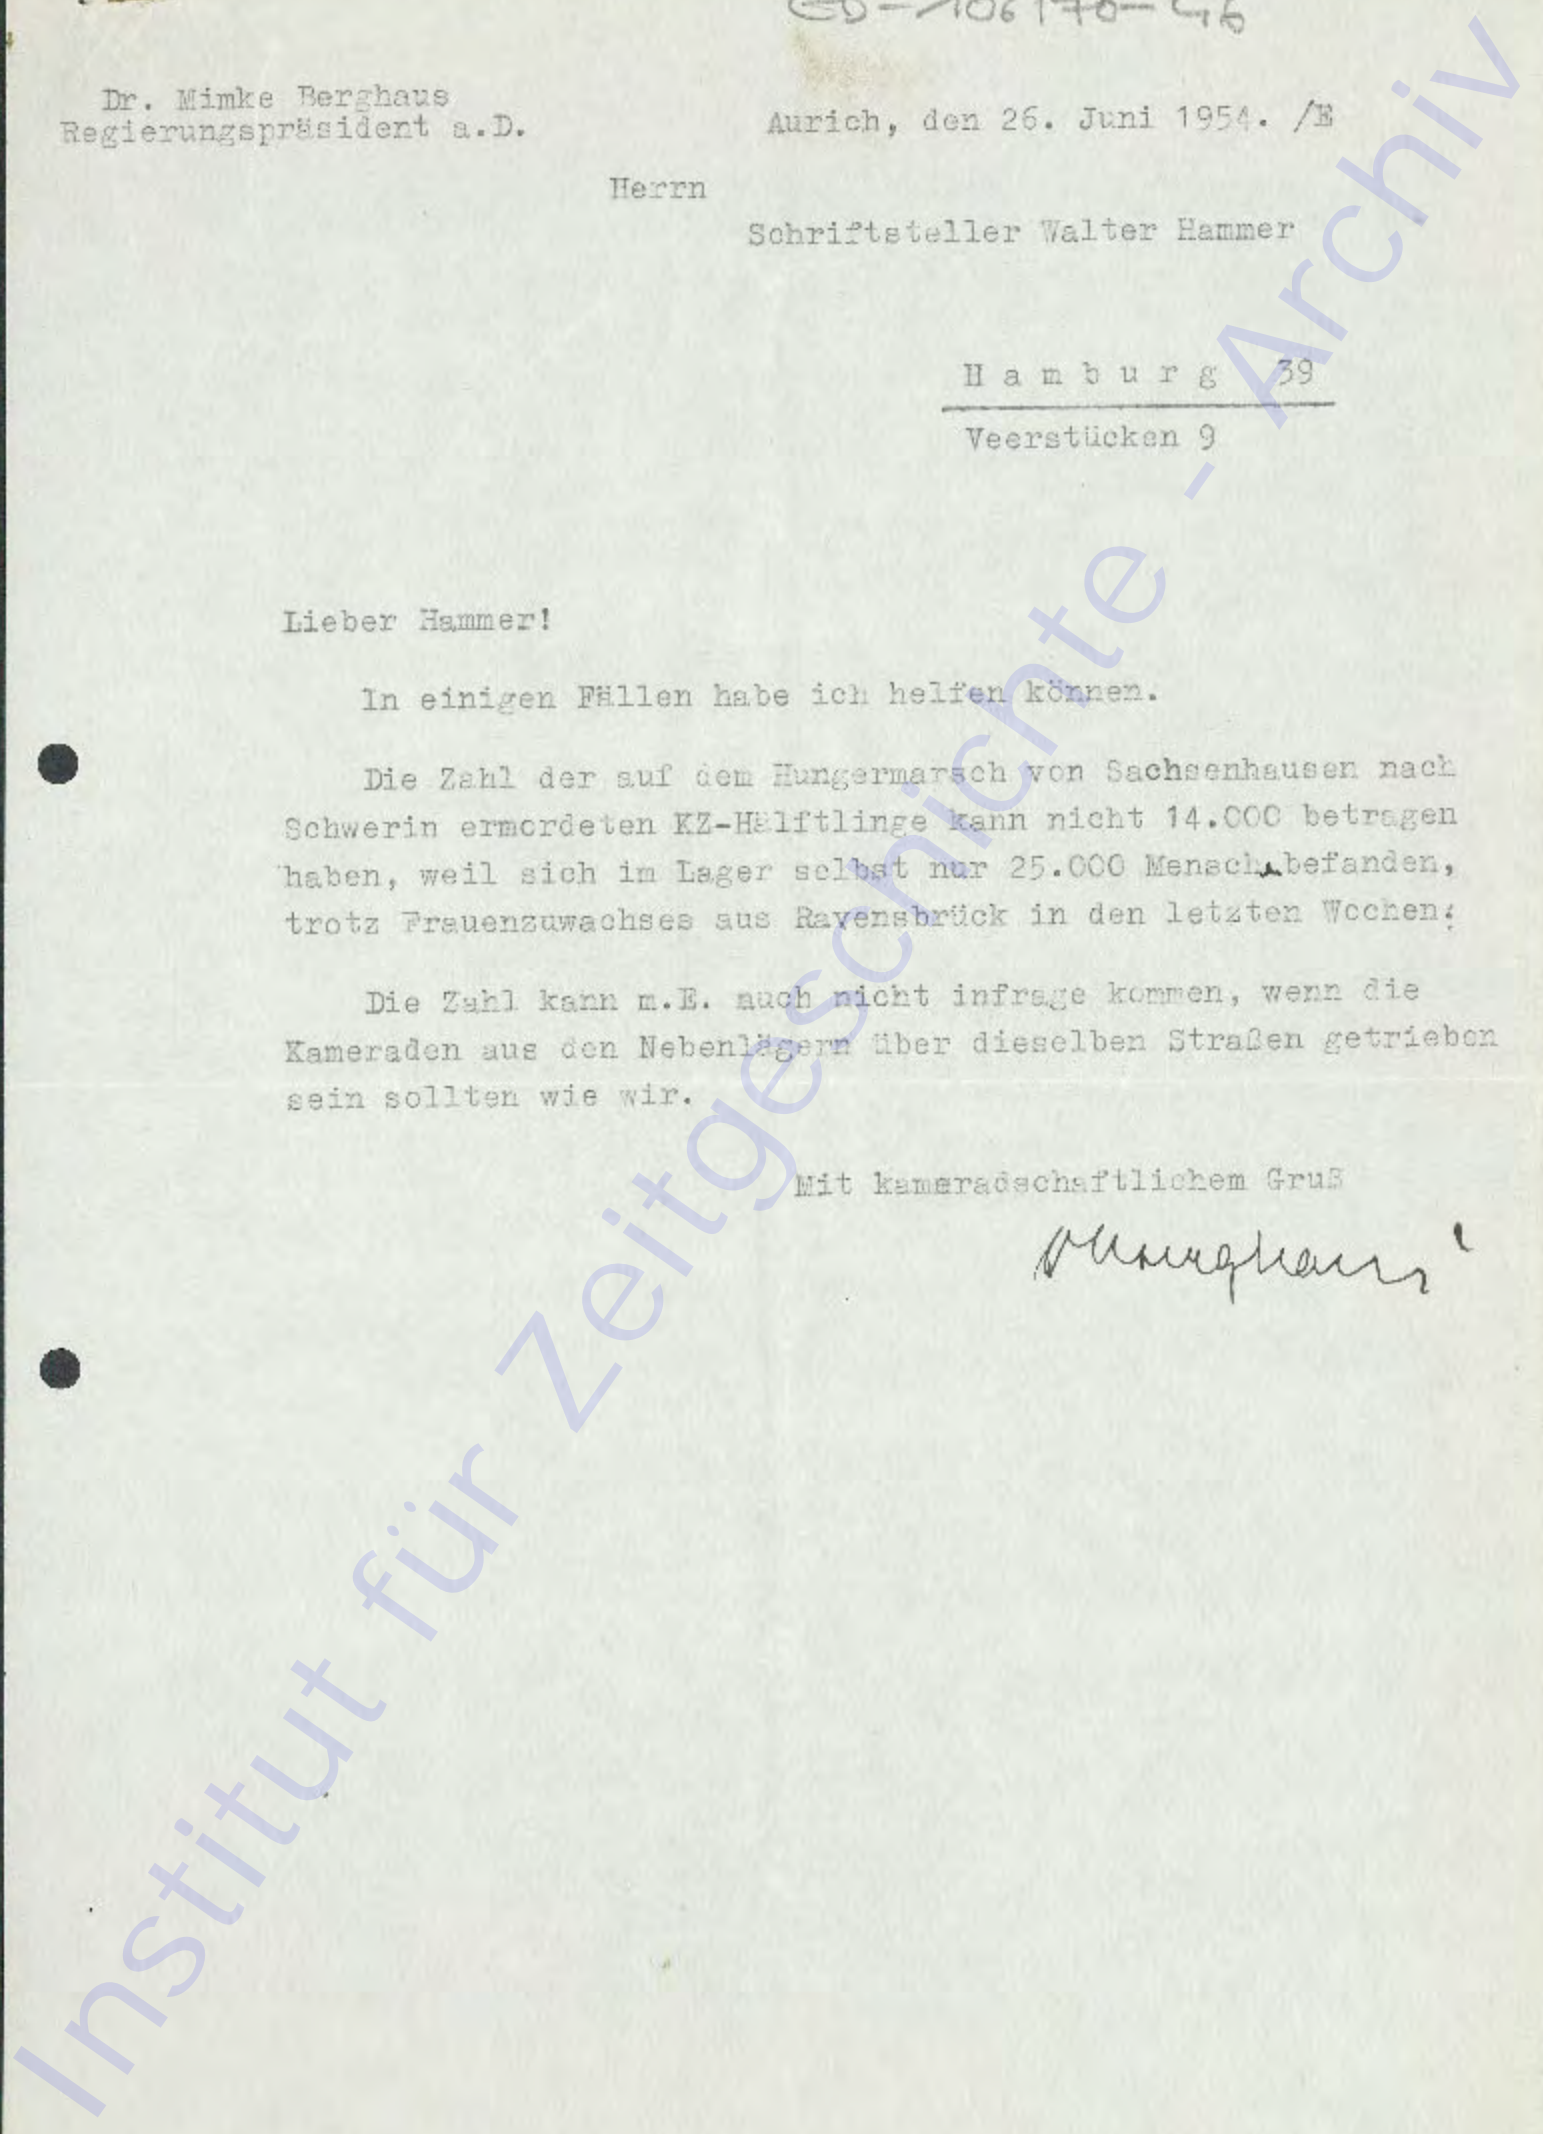 ED-106170-46
Dr. Mimke Berghaus
Regierungspräsident a.D.
Aurich, den 26. Juni 1954. /E
Herrn
Schriftsteller Walter Hammer
H a m b u r g 39
Veerstücken 9
Lieber Hammer!
In einigen Fällen habe ich helfen können.
Die Zahl der auf dem Hungermarsch von Sachsenhausen nach
Schwerin ermordeten KZ-Hälftlinge kann nicht 14.000 betragen
haben, weil sich im Lager selbst nur 25.000 Mensch befanden,
trotz Frauenzuwachses aus Ravensbrück in den letzten Wochen.
Die Zahl kann m.E. auch nicht infrage kommen, wenn die
Kameraden aus den Nebenlägern über dieselben Straßen getrieben
sein sollten wie wir.
Mit kameradschaftlichem Gruß
Institut für Zeitgeschichte - Archiv